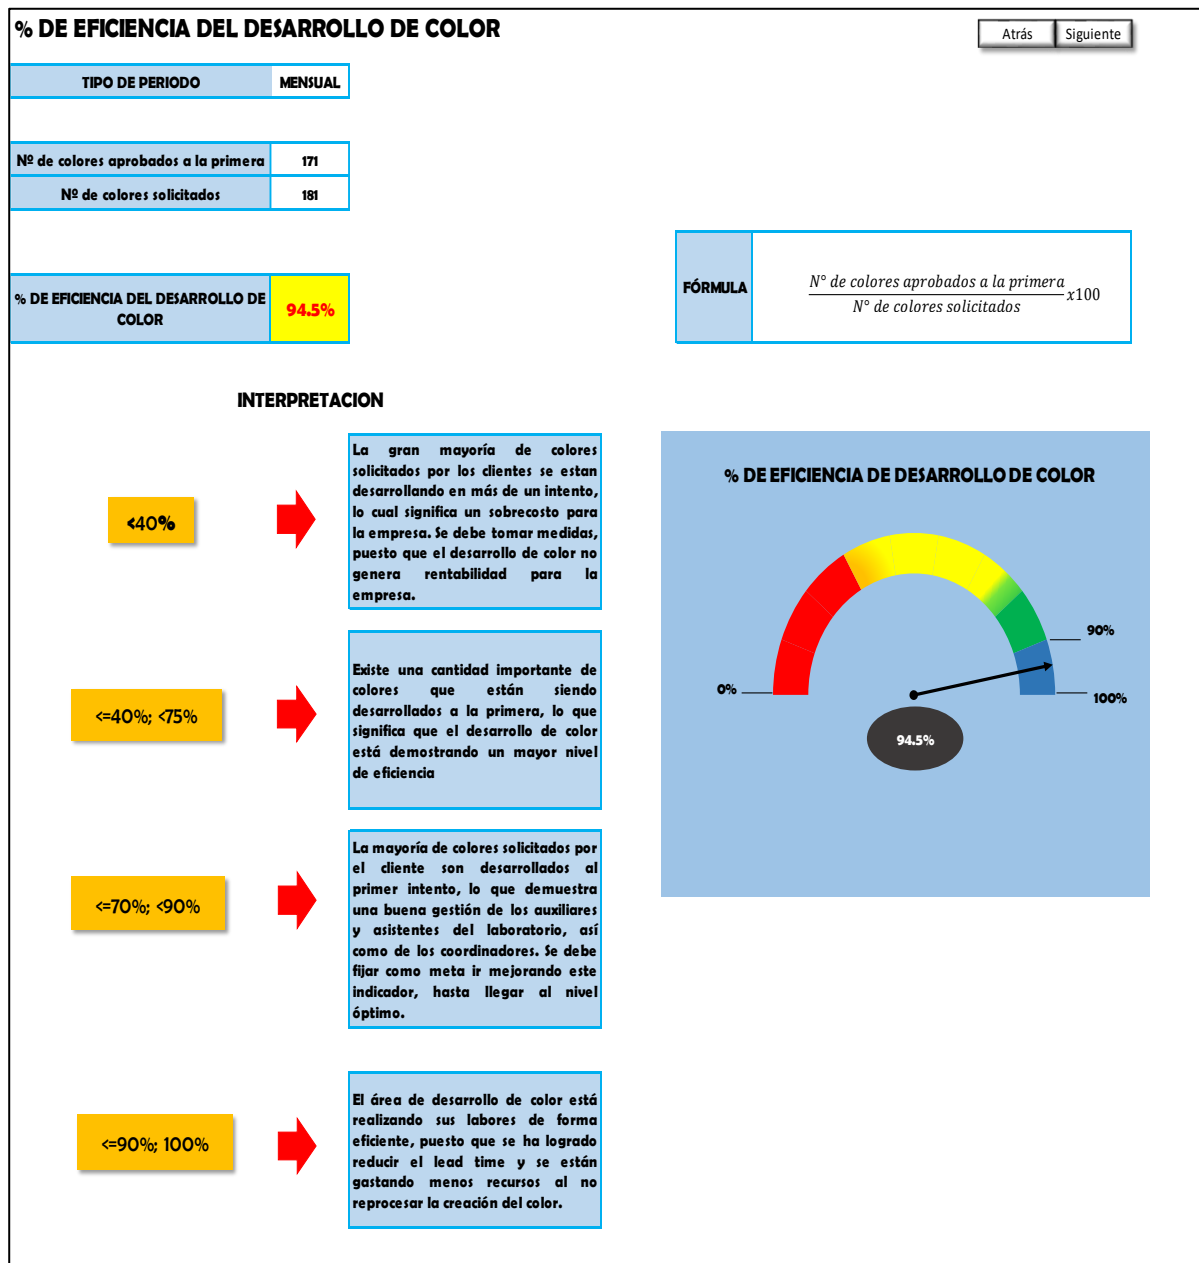 % DE EFICIENCIA DEL DESARROLLO DE COLOR
Atrás
Siguiente
TIPO DE PERIODO
MENSUAL
Nº de colores aprobados a la primera
171
Nº de colores solicitados
181
% DE EFICIENCIA DEL DESARROLLO DE
COLOR
94.5%
FÓRMULA
N° de colores aprobados a la primera
N° de colores solicitados
x100
INTERPRETACION
<40%
La gran mayoría de colores
solicitados por los clientes se estan
desarrollando en más de un intento,
lo cual significa un sobrecosto para
la empresa. Se debe tomar medidas,
puesto que el desarrollo de color no
genera rentabilidad para la
empresa.
<=40%; <75%
Existe una cantidad importante de
colores que están siendo
desarrollados a la primera, lo que
significa que el desarrollo de color
está demostrando un mayor nivel
de eficiencia
<=70%; <90%
La mayoría de colores solicitados por
el cliente son desarrollados al
primer intento, lo que demuestra
una buena gestión de los auxiliares
y asistentes del laboratorio, así
como de los coordinadores. Se debe
fijar como meta ir mejorando este
indicador, hasta llegar al nivel
óptimo.
<=90%; 100%
El área de desarrollo de color está
realizando sus labores de forma
eficiente, puesto que se ha logrado
reducir el lead time y se están
gastando menos recursos al no
reprocesar la creación del color.
% DE EFICIENCIA DE DESARROLLO DE COLOR
90%
0%
100%
94.5%